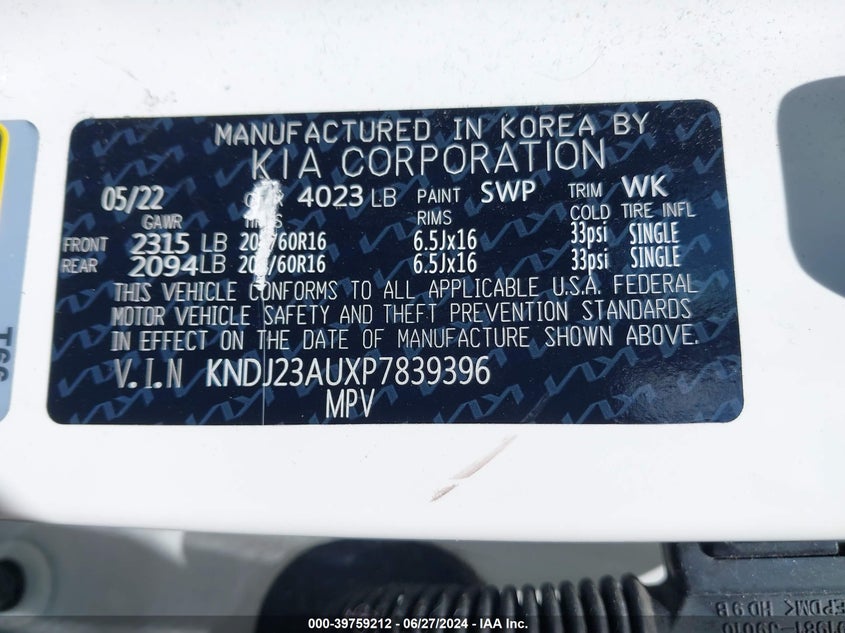 MANUFACTURED IN KOREA BY
KIA CORPORATION
05/22 4023 LB PAINT SWP TRIM WK
GAWR RIMS COLD TIRE INFL
FRONT 2315 LB 6.5Jx16 33psi SINGLE
REAR 2094 LB 6.5Jx16 33psi SINGLE
THIS VEHICLE CONFORMS TO ALL APPLICABLE U.S.A. FEDERAL
MOTOR VEHICLE SAFETY AND THEFT PREVENTION STANDARDS
IN EFFECT ON THE DATE OF MANUFACTURE SHOWN ABOVE.
V.I.N KNDJ23AUXP7839396
MPV
HD 9B
000-39759212 - 06/27/2024 - IAA Inc.